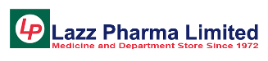 LP Lazz Pharma Limited
Medicine and Department Store Since 1972